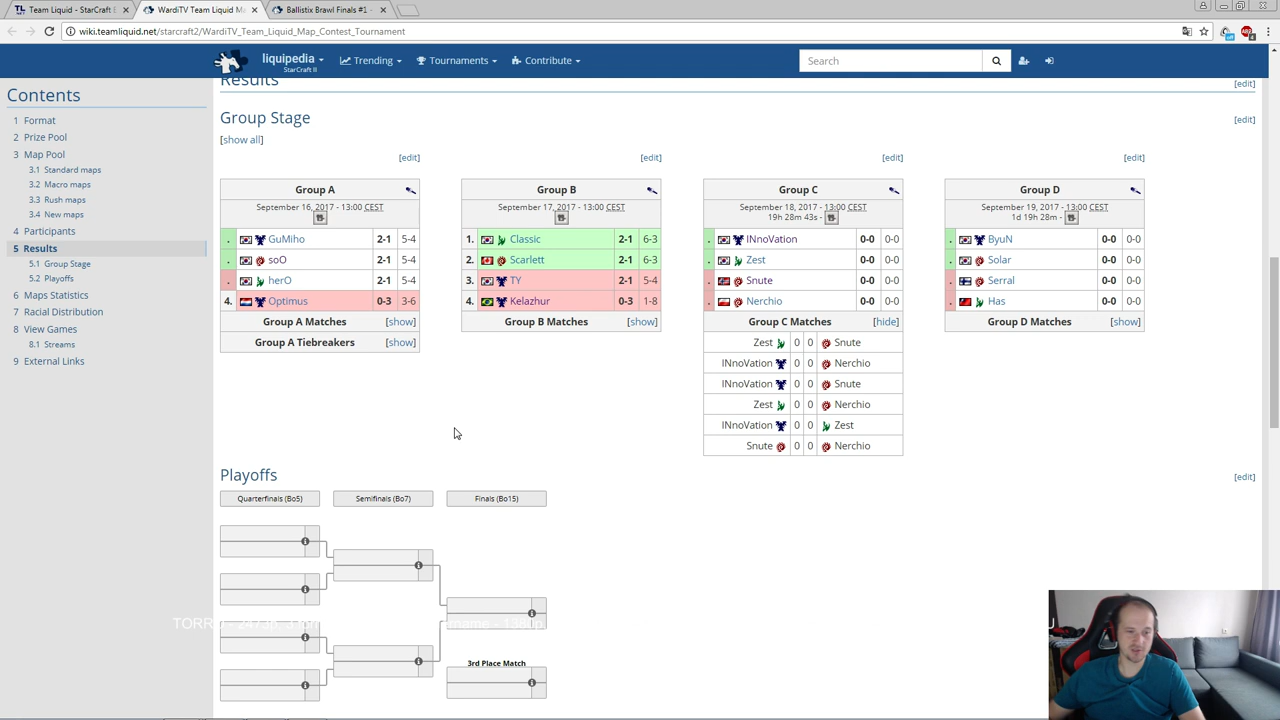 Team Liquid - StarCraft
WardiTV Team Liquid M
Ballistix Brawl Finals #1 -
wiki.teamliquid.net/starcraft2/WardiTV_Team_Liquid_Map_Contest_Tournament
liquipedia
StarCraft II
Trending
Tournaments
Contribute
Search
Contents
1 Format
2 Prize Pool
3 Map Pool
3.1 Standard maps
3.2 Macro maps
3.3 Rush maps
3.4 New maps
4 Participants
5 Results
5.1 Group Stage
5.2 Playoffs
6 Maps Statistics
7 Racial Distribution
8 View Games
8.1 Streams
9 External Links
Results [edit]
Group Stage [edit]
[show all]
[edit] [edit] [edit] [edit]
Group A
September 16, 2017 - 13:00 CEST
. GuMiho 2-1 5-4
. soO 2-1 5-4
. herO 2-1 5-4
4. Optimus 0-3 3-6
Group A Matches [show]
Group A Tiebreakers [show]
Group B
September 17, 2017 - 13:00 CEST
1. Classic 2-1 6-3
2. Scarlett 2-1 6-3
3. TY 2-1 5-4
4. Kelazhur 0-3 1-8
Group B Matches [show]
Group C
September 18, 2017 - 13:00 CEST
19h 28m 43s -
. INnoVation 0-0 0-0
. Zest 0-0 0-0
. Snute 0-0 0-0
. Nerchio 0-0 0-0
Group C Matches [hide]
Zest 0 0 Snute
INnoVation 0 0 Nerchio
INnoVation 0 0 Snute
Zest 0 0 Nerchio
INnoVation 0 0 Zest
Snute 0 0 Nerchio
Group D
September 19, 2017 - 13:00 CEST
1d 19h 28m -
. ByuN 0-0 0-0
. Solar 0-0 0-0
. Serral 0-0 0-0
. Has 0-0 0-0
Group D Matches [show]
Playoffs [edit]
Quarterfinals (Bo5) Semifinals (Bo7) Finals (Bo15)
3rd Place Match